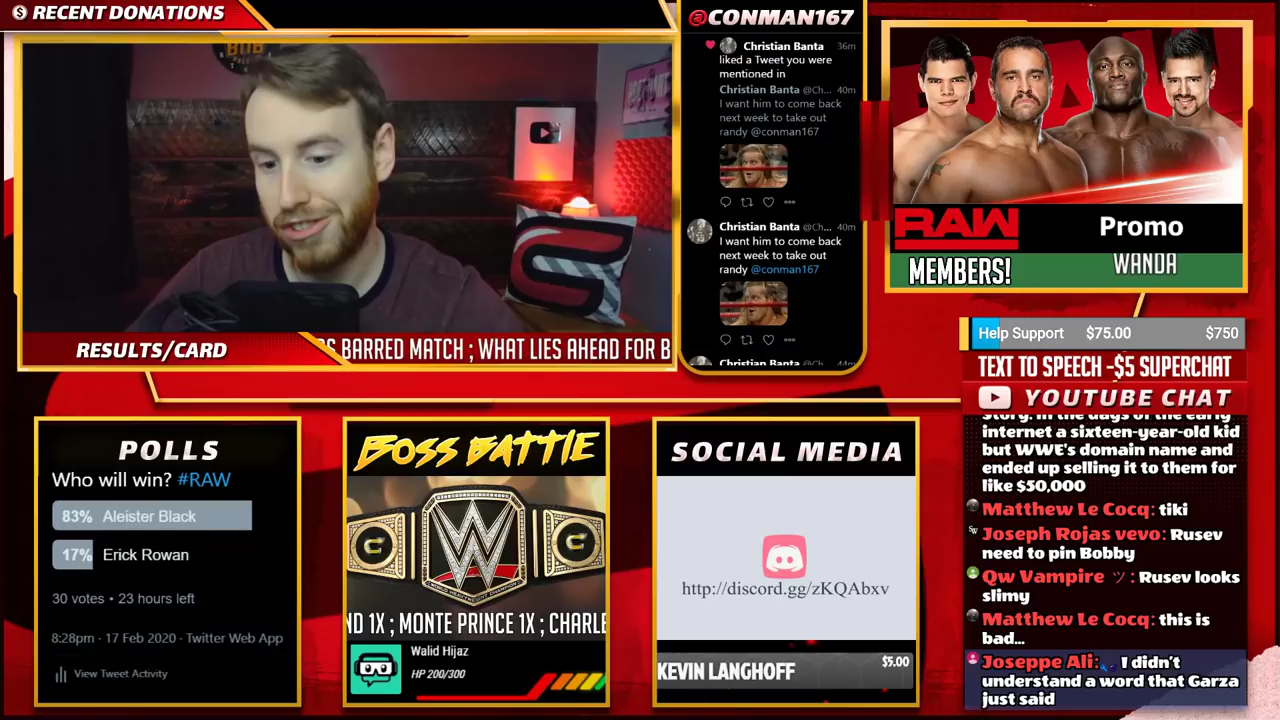 $ RECENT DONATIONS
@CONMAN167
Christian Banta 36m
liked a Tweet you were
mentioned in
Christian Banta @Ch... 40m
I want him to come back
next week to take out
randy @conman167
Christian Banta @Ch... 40m
I want him to come back
next week to take out
randy @conman167
Christian Banta @Ch... 44m
RAW
Promo
MEMBERS!
WANDA
RESULTS/CARD
S BARRED MATCH ; WHAT LIES AHEAD FOR B
Help Support $75.00 $750
TEXT TO SPEECH -$5 SUPERCHAT
YOUTUBE CHAT
Story. In the days of the early
internet a sixteen-year-old kid
but WWE's domain name and
ended up selling it to them for
like $50,000
Matthew Le Cocq: tiki
Joseph Rojas vevo: Rusev
need to pin Bobby
Qw Vampire ツ: Rusev looks
slimy
Matthew Le Cocq: this is
bad...
Joseppe Ali: I didn't
understand a word that Garza
just said
POLLS
Who will win? #RAW
83% Aleister Black
17% Erick Rowan
30 votes • 23 hours left
8:28pm · 17 Feb 2020 · Twitter Web App
View Tweet Activity
BOSS BATTLE
ND 1X ; MONTE PRINCE 1X ; CHARLE
Walid Hijaz
HP 200/300
SOCIAL MEDIA
http://discord.gg/zKQAbxv
KEVIN LANGHOFF $5.00